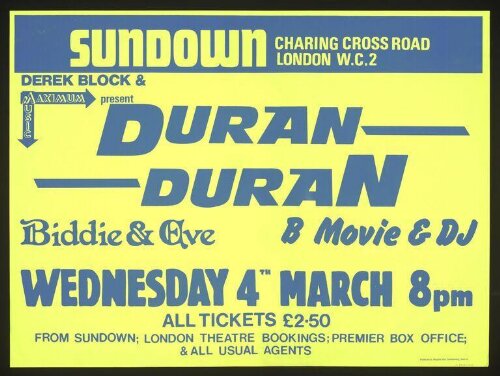 SUNDOWN CHARING CROSS ROAD
LONDON W.C.2
DEREK BLOCK &
MAXIMUM MUSIC present
DURAN
DURAN
Biddie & Eve B Movie & DJ
WEDNESDAY 4TH MARCH 8pm
ALL TICKETS £2·50
FROM SUNDOWN; LONDON THEATRE BOOKINGS; PREMIER BOX OFFICE;
& ALL USUAL AGENTS